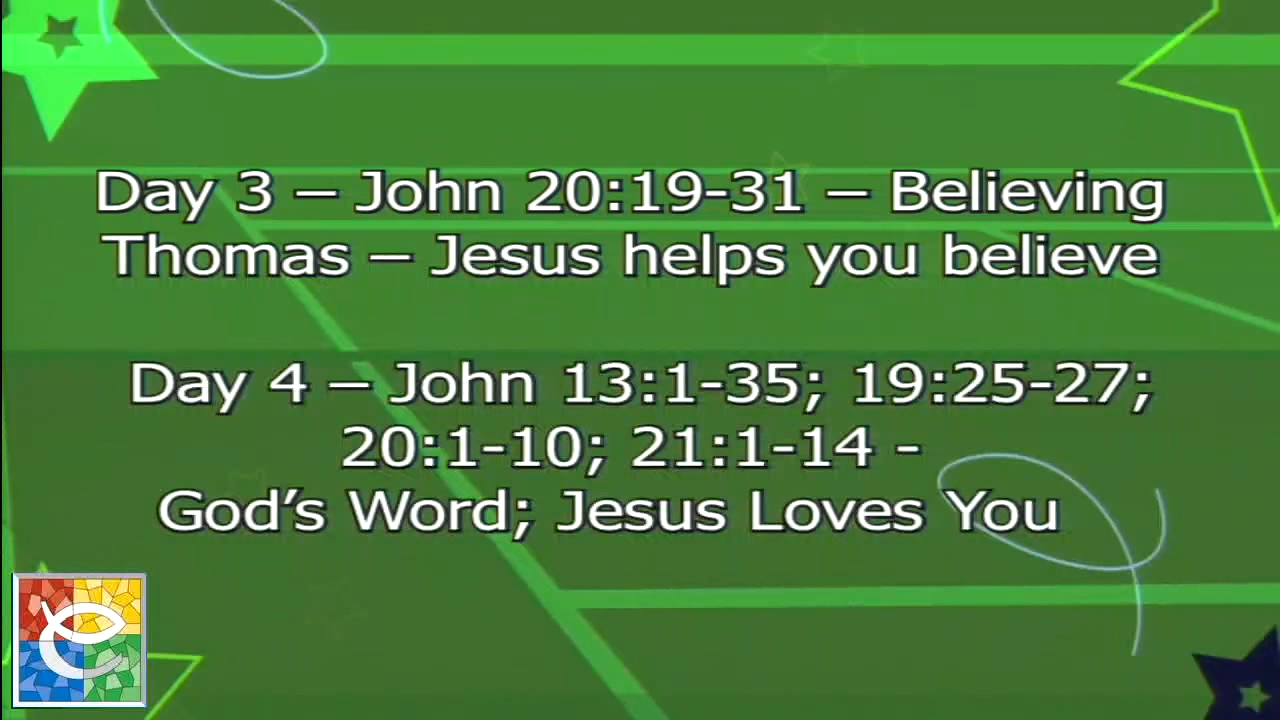 Day 3 – John 20:19-31 – Believing
Thomas – Jesus helps you believe
Day 4 – John 13:1-35; 19:25-27;
20:1-10; 21:1-14 -
God’s Word; Jesus Loves You